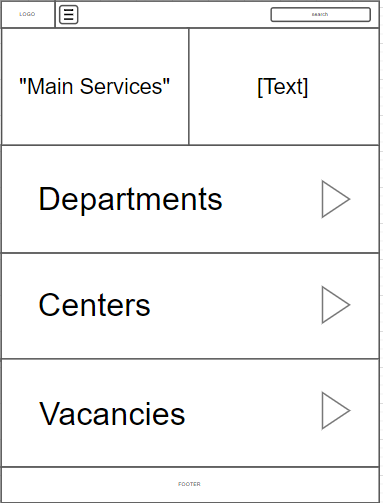 LOGO
search
"Main Services"
[Text]
Departments
Centers
Vacancies
FOOTER